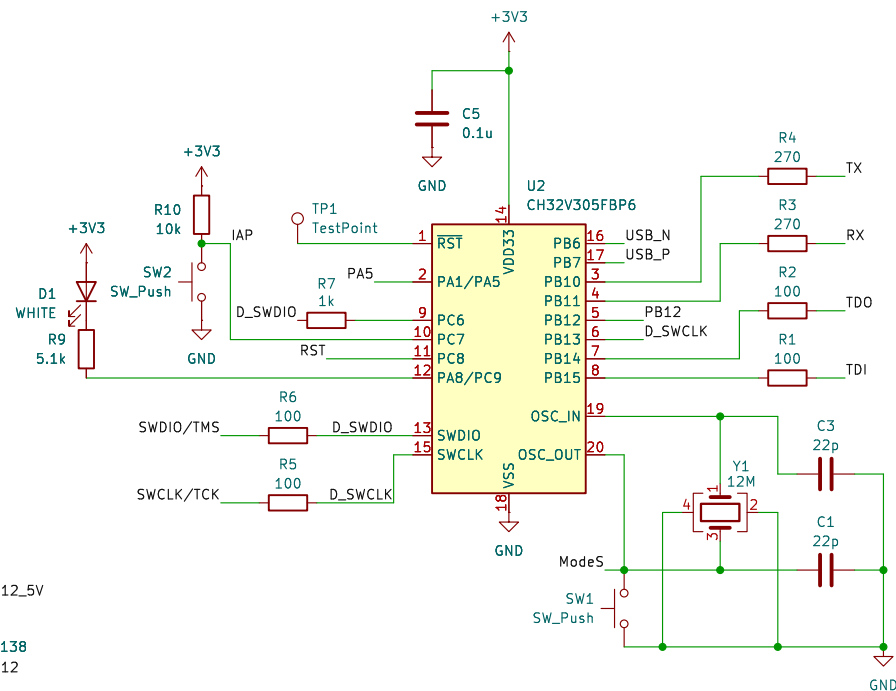 +3V3
C5
0.1u
GND
+3V3
R10
10k
IAP
SW2
SW_Push
GND
+3V3
D1
WHITE
R9
5.1k
TP1
TestPoint
PA5
R7
1k
D_SWDIO
RST
R6
100
SWDIO/TMS
D_SWDIO
R5
100
SWCLK/TCK
D_SWCLK
U2
CH32V305FBP6
14
VDD33
1 RST
2 PA1/PA5
9 PC6
10 PC7
11 PC8
12 PA8/PC9
13 SWDIO
15 SWCLK
PB6 16 USB_N
PB7 17 USB_P
PB10 3
PB11 4
PB12 5 PB12
PB13 6 D_SWCLK
PB14 7
PB15 8
OSC_IN 19
OSC_OUT 20
VSS
18
GND
R4
270
TX
R3
270
RX
R2
100
TDO
R1
100
TDI
C3
22p
Y1
12M
1
4
2
3
C1
22p
ModeS
SW1
SW_Push
GND
12_5V
138
12